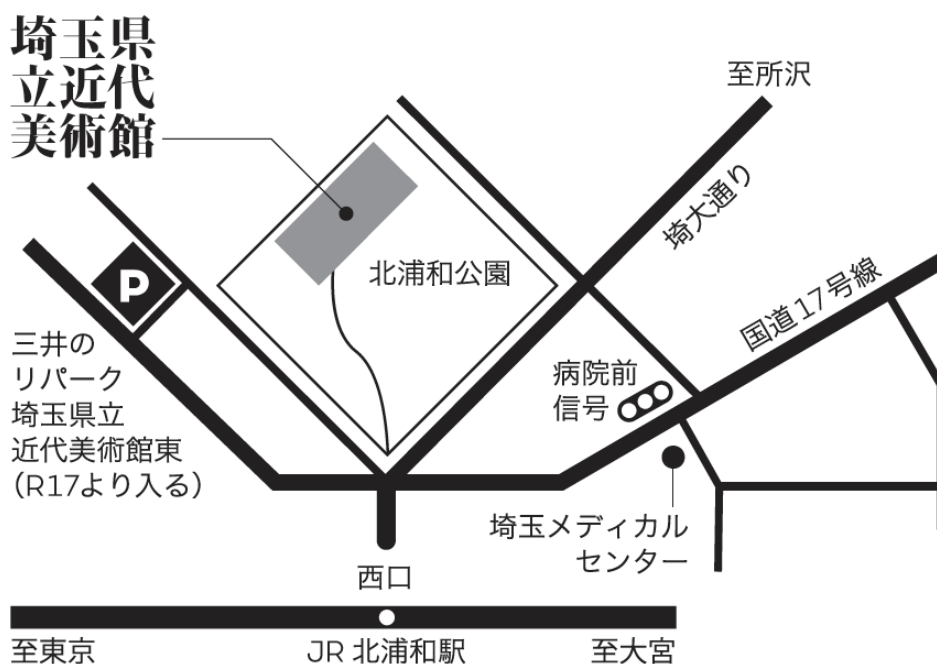 埼玉県
立近代
美術館
至所沢
埼大通り
北浦和公園
国道17号線
P
三井の
リパーク
埼玉県立
近代美術館東
（R17より入る）
病院前
信号
埼玉メディカル
センター
西口
至東京
JR 北浦和駅
至大宮